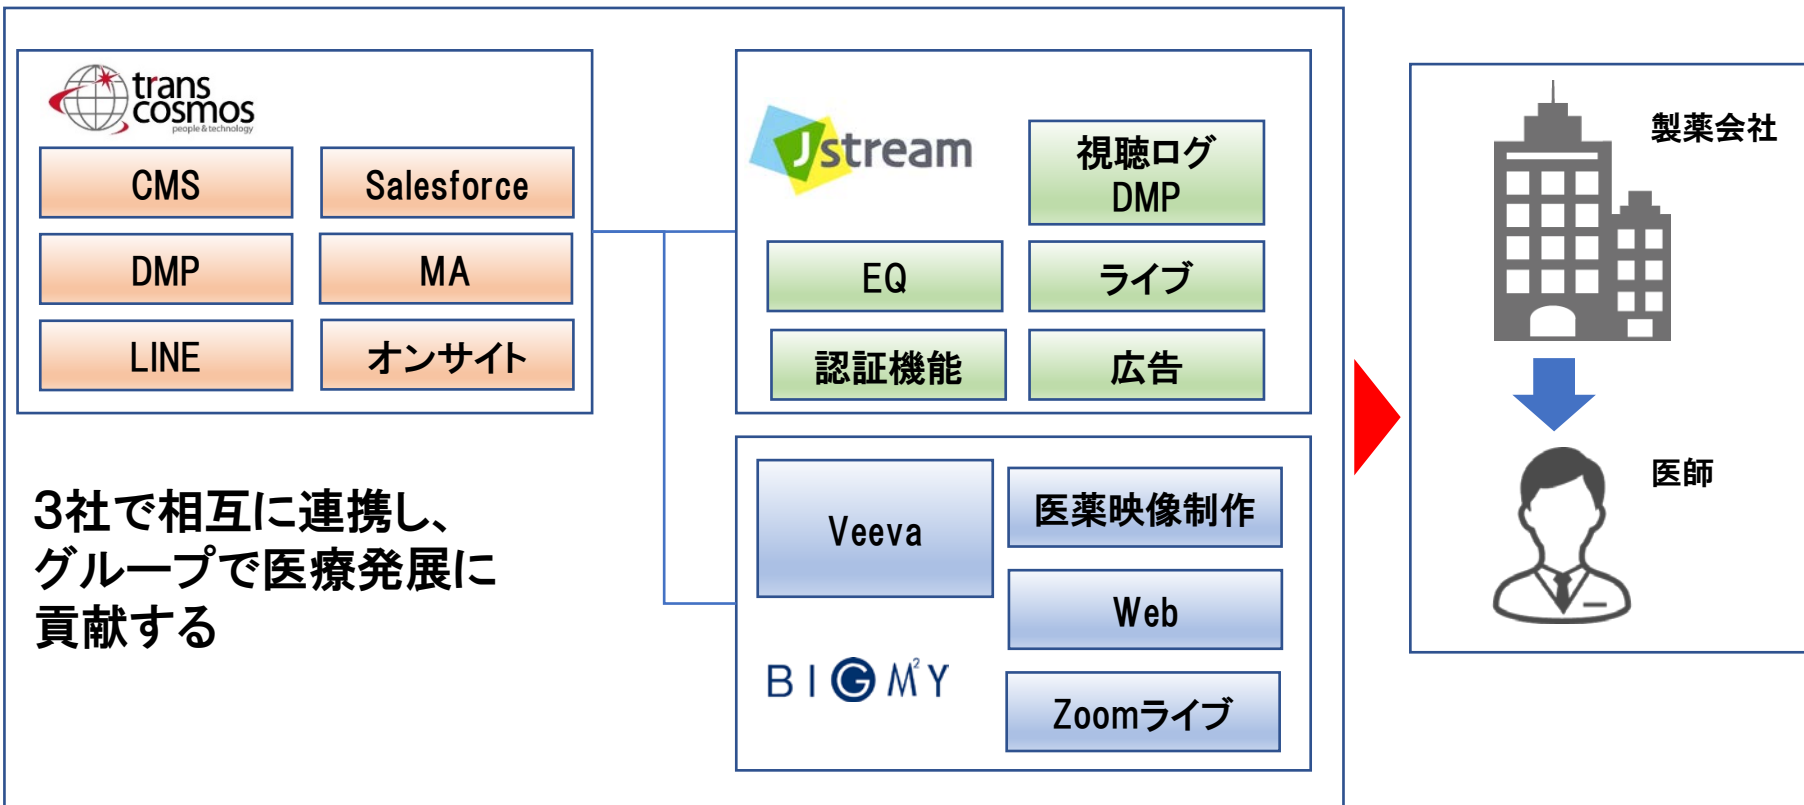 trans
cosmos
people & technology
CMS
Salesforce
DMP
MA
LINE
オンサイト
3社で相互に連携し、
グループで医療発展に
貢献する
Jstream
視聴ログ
DMP
EQ
ライブ
認証機能
広告
Veeva
医薬映像制作
Web
BIGM²Y
Zoomライブ
製薬会社
医師